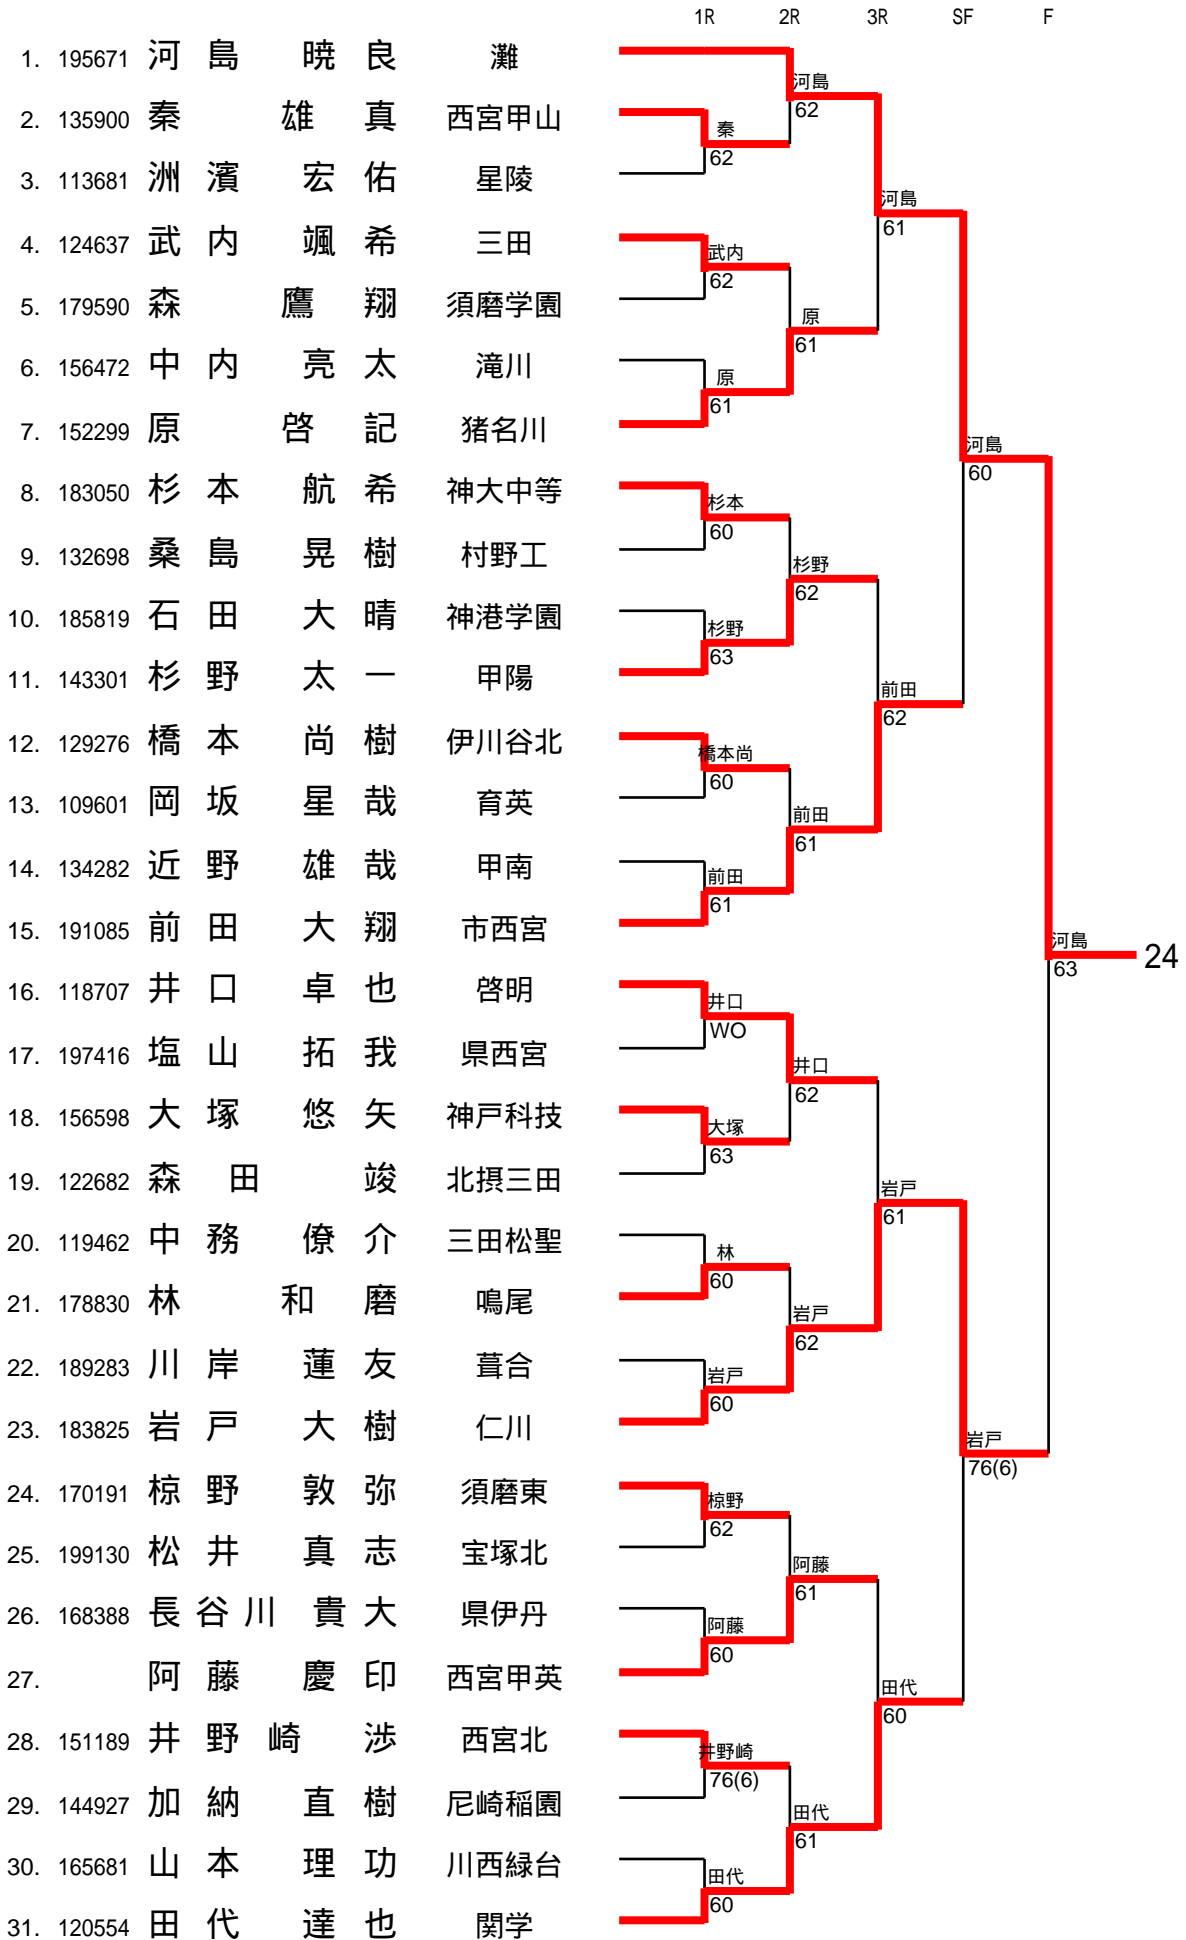 1R 2R 3R SF F
1. 195671 河島 暁良 灘
河島
62
2. 135900 秦 雄真 西宮甲山
秦
62
3. 113681 洲濱 宏佑 星陵
河島
61
4. 124637 武内 颯希 三田
武内
62
5. 179590 森 鷹翔 須磨学園
原
61
6. 156472 中内 亮太 滝川
原
61
7. 152299 原 啓記 猪名川
河島
60
8. 183050 杉本 航希 神大中等
杉本
60
9. 132698 桑島 晃樹 村野工
杉野
62
10. 185819 石田 大晴 神港学園
杉野
63
11. 143301 杉野 太一 甲陽
前田
62
12. 129276 橋本 尚樹 伊川谷北
橋本尚
60
13. 109601 岡坂 星哉 育英
前田
61
14. 134282 近野 雄哉 甲南
前田
61
15. 191085 前田 大翔 市西宮
河島
63
24
16. 118707 井口 卓也 啓明
井口
WO
17. 197416 塩山 拓我 県西宮
井口
62
18. 156598 大塚 悠矢 神戸科技
大塚
63
19. 122682 森田 竣 北摂三田
岩戸
61
20. 119462 中務 僚介 三田松聖
林
60
21. 178830 林 和磨 鳴尾
岩戸
62
22. 189283 川岸 蓮友 葺合
岩戸
60
23. 183825 岩戸 大樹 仁川
岩戸
76(6)
24. 170191 椋野 敦弥 須磨東
椋野
62
25. 199130 松井 真志 宝塚北
阿藤
61
26. 168388 長谷川 貴大 県伊丹
阿藤
60
27. 阿藤 慶印 西宮甲英
田代
60
28. 151189 井野崎 渉 西宮北
井野崎
76(6)
29. 144927 加納 直樹 尼崎稲園
田代
61
30. 165681 山本 理功 川西緑台
田代
60
31. 120554 田代 達也 関学